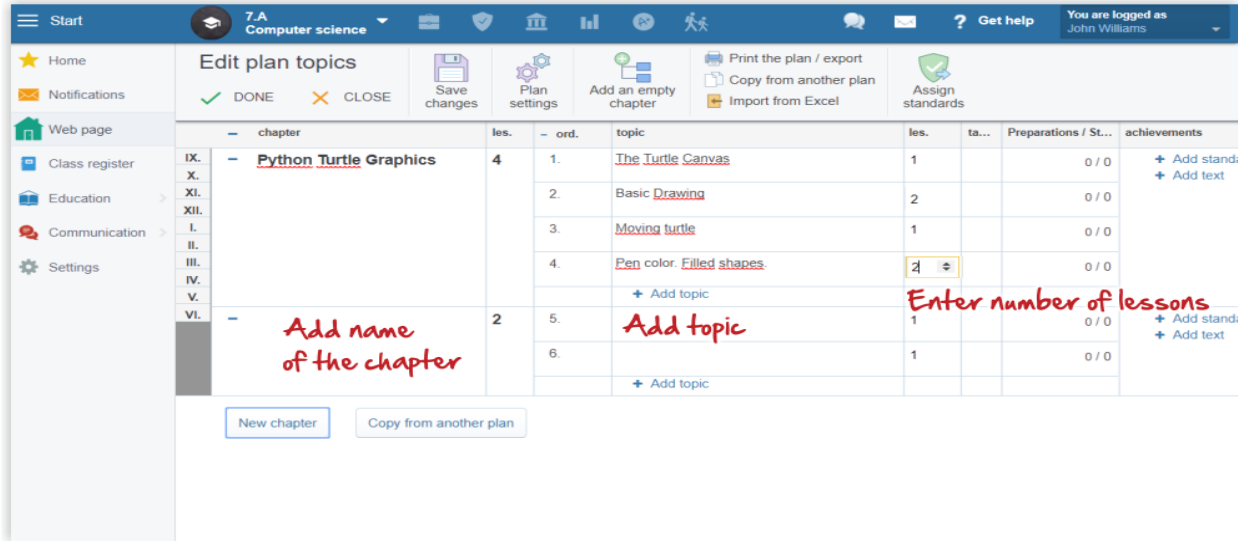 Start
7.A
Computer science
? Get help
You are logged as
John Williams
Home
Notifications
Web page
Class register
Education
Communication
Settings
Edit plan topics
DONE
CLOSE
Save
changes
Plan
settings
Add an empty
chapter
Print the plan / export
Copy from another plan
Import from Excel
Assign
standards
chapter les. ord. topic les. ta... Preparations / St... achievements
IX.
X.
XI.
XII.
I.
II.
III.
IV.
V.
VI.
Python Turtle Graphics 4 1. The Turtle Canvas 1 0 / 0 + Add standa
+ Add text
2. Basic Drawing 2 0 / 0
3. Moving turtle 1 0 / 0
4. Pen color. Filled shapes. 2 0 / 0
+ Add topic
Enter number of lessons
Add name
of the chapter
2 5. Add topic 1 0 / 0 + Add standa
+ Add text
6. 1 0 / 0
+ Add topic
New chapter
Copy from another plan